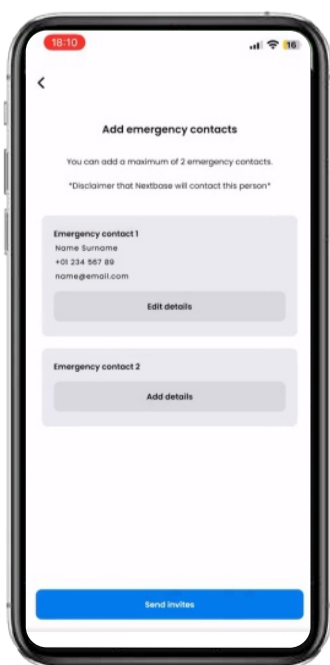 18:10
16
Add emergency contacts
You can add a maximum of 2 emergency contacts.
*Disclaimer that Nextbase will contact this person*
Emergency contact 1
Name Surname
+01 234 567 89
name@email.com
Edit details
Emergency contact 2
Add details
Send invites